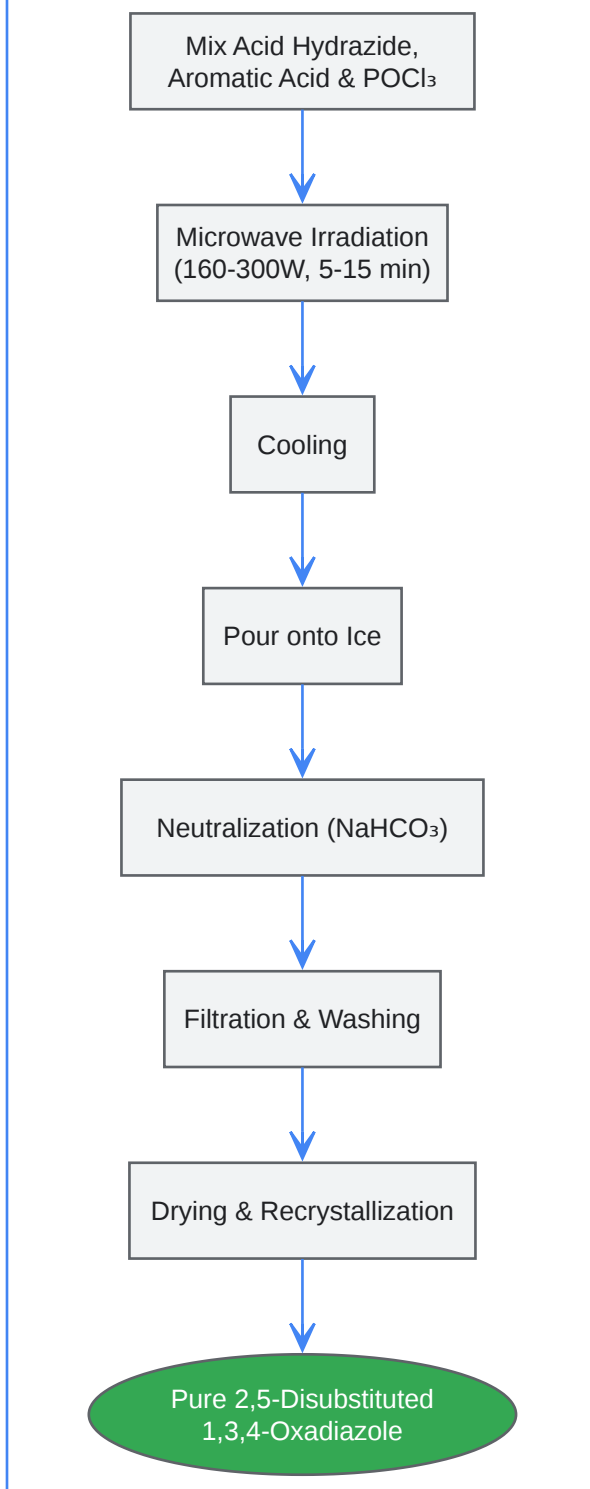 Mix Acid Hydrazide,
Aromatic Acid & POCl₃
Microwave Irradiation
(160-300W, 5-15 min)
Cooling
Pour onto Ice
Neutralization (NaHCO₃)
Filtration & Washing
Drying & Recrystallization
Pure 2,5-Disubstituted
1,3,4-Oxadiazole